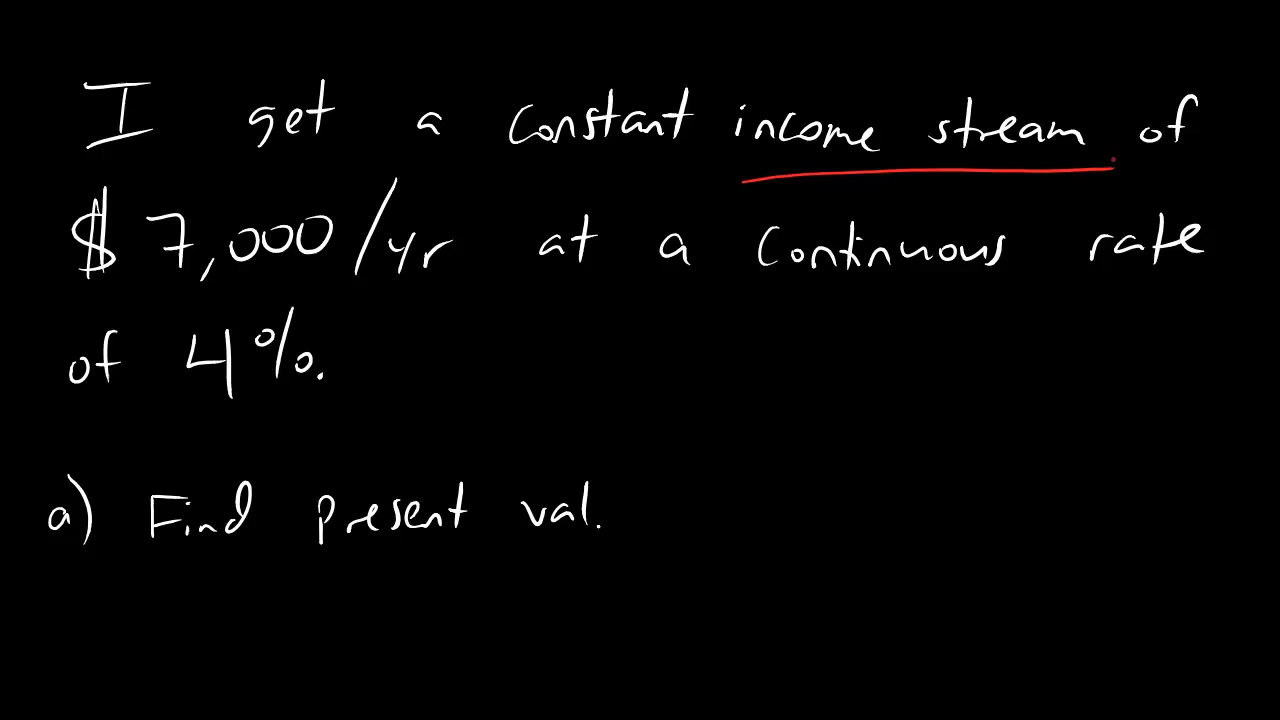 I get a constant income stream of
$7,000/yr at a continuous rate
of 4%.
a) Find present val.